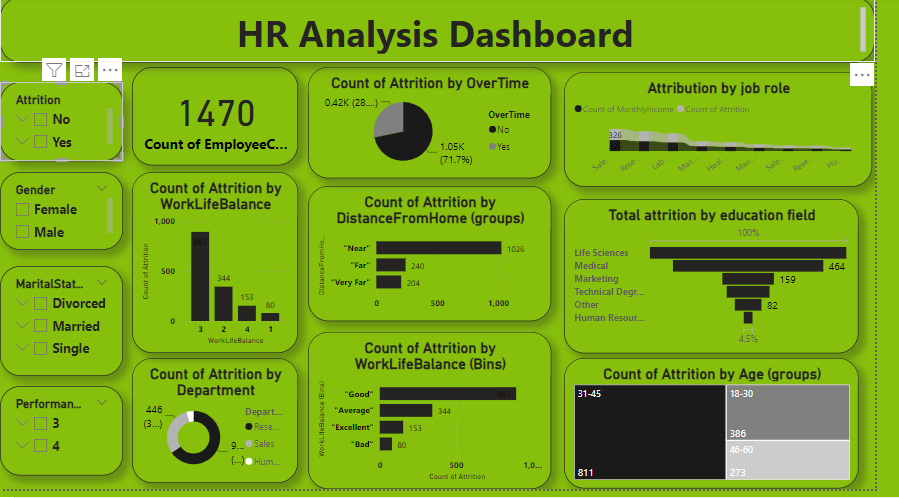 HR Analysis Dashboard
Attrition
No
Yes
Gender
Female
Male
MaritalStat...
Divorced
Married
Single
Performan...
3
4
1470
Count of EmployeeC...
Count of Attrition by
WorkLifeBalance
Count of Attrition
1,000
500
0
893
344
153
80
3 2 4 1
WorkLifeBalance
Count of Attrition by
Department
446
(3...)
9...
(...)
Depart...
Rese...
Sales
Hum...
Count of Attrition by OverTime
0.42K (28....)
1.05K
(71.7%)
OverTime
No
Yes
Count of Attrition by
DistanceFromHome (groups)
DistanceFromHo...
"Near" 1026
"Far" 240
"Very Far" 204
0 500 1,000
Count of Attrition by
WorkLifeBalance (Bins)
WorkLifeBalance (Bins)
"Good" 893
"Average" 344
"Excellent" 153
"Bad" 80
0 500 1,0...
Count of Attrition
Attribution by job role
Count of MonthlyIncome Count of Attrition
326
Sale... Rese... Lab... Man... Heal... Man... Sale... Rese... Hu...
Total attrition by education field
100%
Life Sciences
Medical 464
Marketing 159
Technical Degr...
Other 82
Human Resour...
4.5%
Count of Attrition by Age (groups)
31-45
811
18-30
386
46-60
273